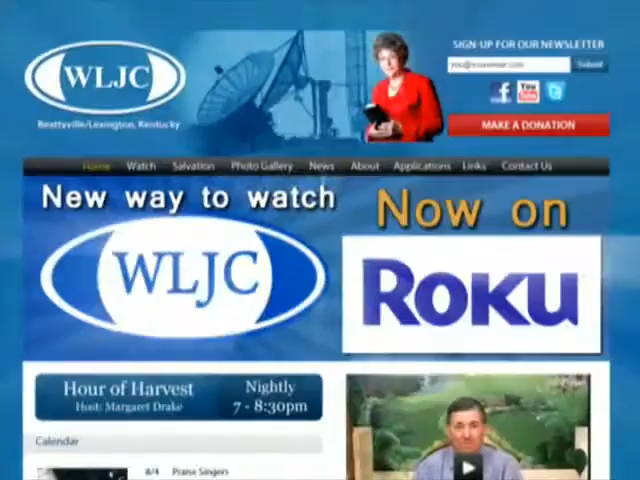 WLJC
Beattyville/Lexington, Kentucky
SIGN-UP FOR OUR NEWSLETTER
Submit
You
Tube
MAKE A DONATION
Home Watch Salvation Photo Gallery News About Applications Links Contact Us
New way to watch
Now on
WLJC
ROKU
Hour of Harvest
Host: Margaret Drake
Nightly
7 - 8:30pm
Calendar
8/4 Praise Singers